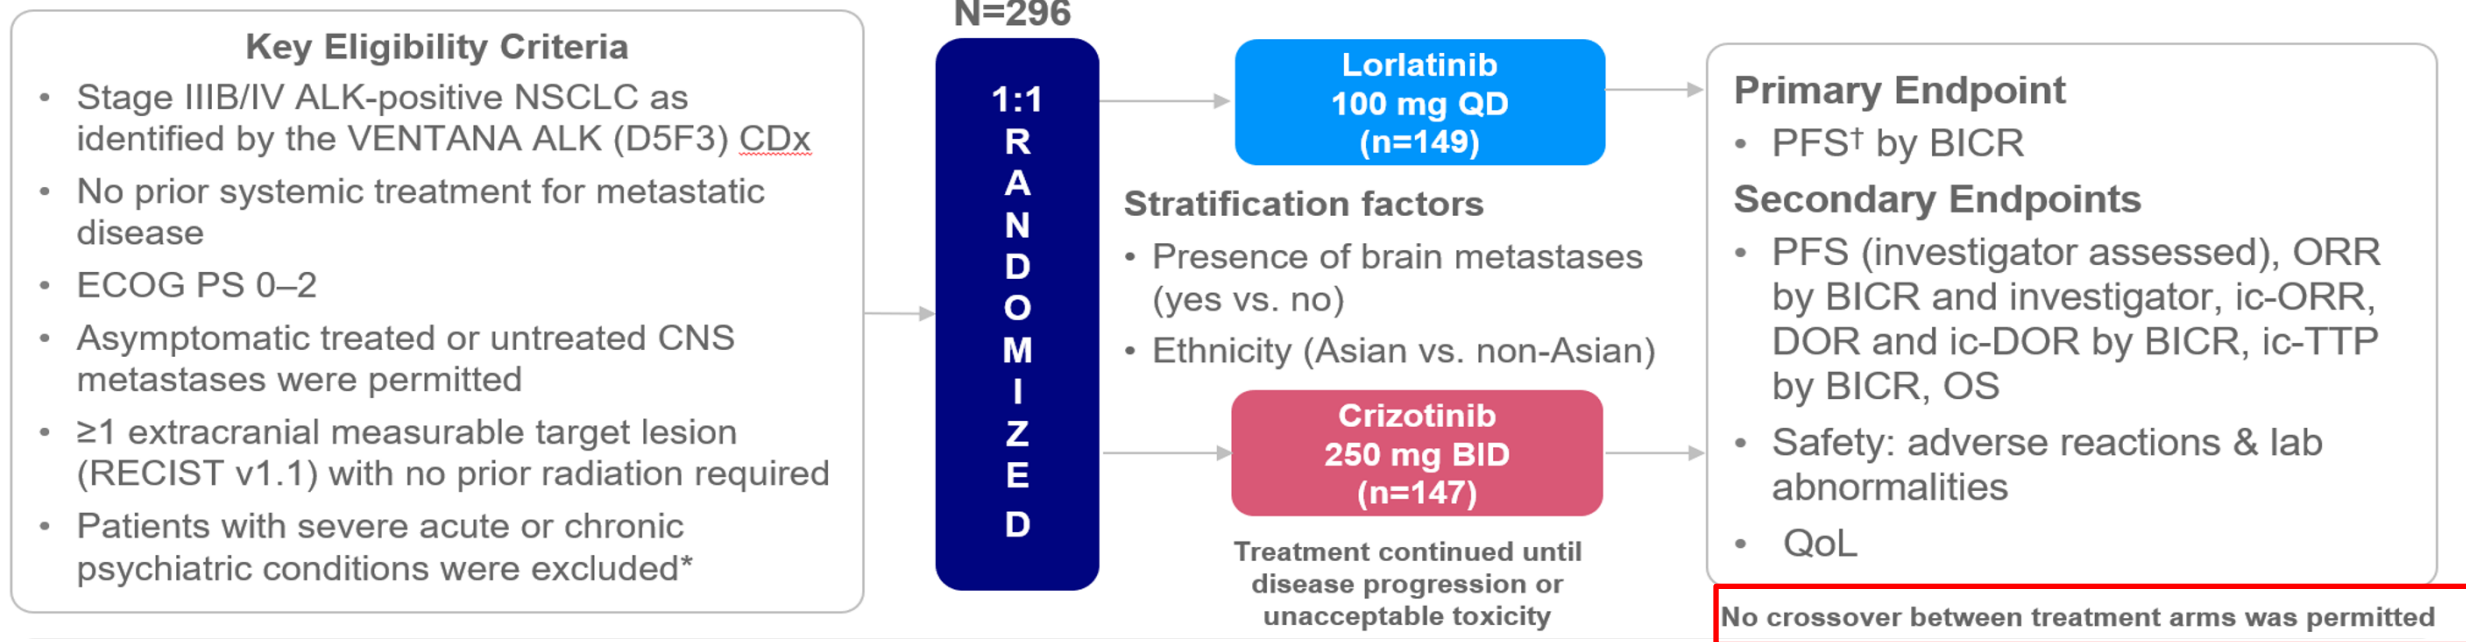 Key Eligibility Criteria
• Stage IIIB/IV ALK-positive NSCLC as
identified by the VENTANA ALK (D5F3) CDx
• No prior systemic treatment for metastatic
disease
• ECOG PS 0–2
• Asymptomatic treated or untreated CNS
metastases were permitted
• ≥1 extracranial measurable target lesion
(RECIST v1.1) with no prior radiation required
• Patients with severe acute or chronic
psychiatric conditions were excluded*
N=296
1:1
R
A
N
D
O
M
I
Z
E
D
Lorlatinib
100 mg QD
(n=149)
Stratification factors
• Presence of brain metastases
(yes vs. no)
• Ethnicity (Asian vs. non-Asian)
Crizotinib
250 mg BID
(n=147)
Treatment continued until
disease progression or
unacceptable toxicity
Primary Endpoint
• PFS† by BICR
Secondary Endpoints
• PFS (investigator assessed), ORR
by BICR and investigator, ic-ORR,
DOR and ic-DOR by BICR, ic-TTP
by BICR, OS
• Safety: adverse reactions & lab
abnormalities
• QoL
No crossover between treatment arms was permitted